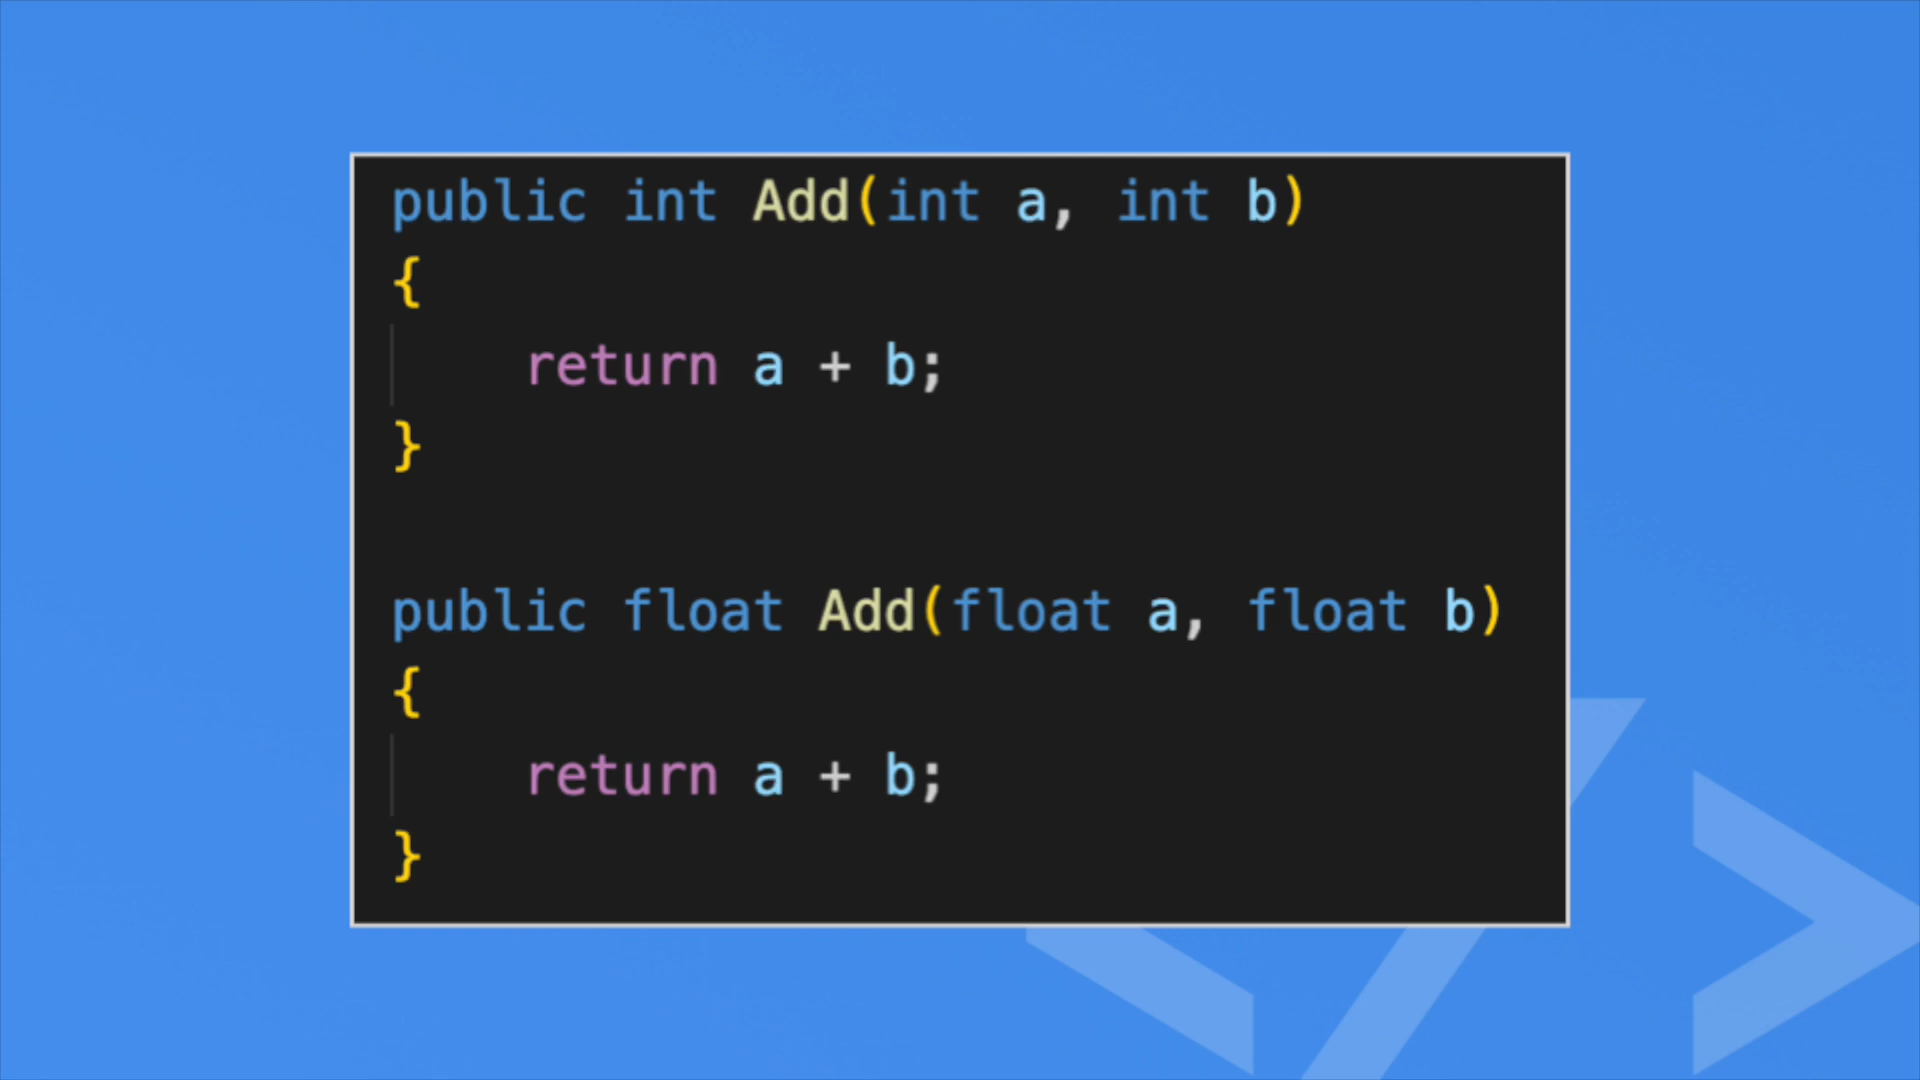 public int Add(int a, int b)
{
    return a + b;
}
public float Add(float a, float b)
{
    return a + b;
}